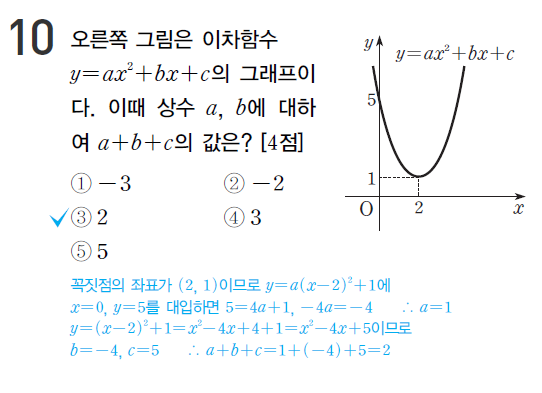 10 오른쪽 그림은 이차함수
y=ax²+bx+c의 그래프이
다. 이때 상수 a, b에 대하
여 a+b+c의 값은? [4점]
① −3 ② −2
③ 2 ④ 3
⑤ 5
y y=ax²+bx+c
5
1
O 2 x
꼭짓점의 좌표가 (2, 1)이므로 y=a(x−2)²+1에
x=0, y=5를 대입하면 5=4a+1, −4a=−4 ∴ a=1
y=(x−2)²+1=x²−4x+4+1=x²−4x+5이므로
b=−4, c=5 ∴ a+b+c=1+(−4)+5=2